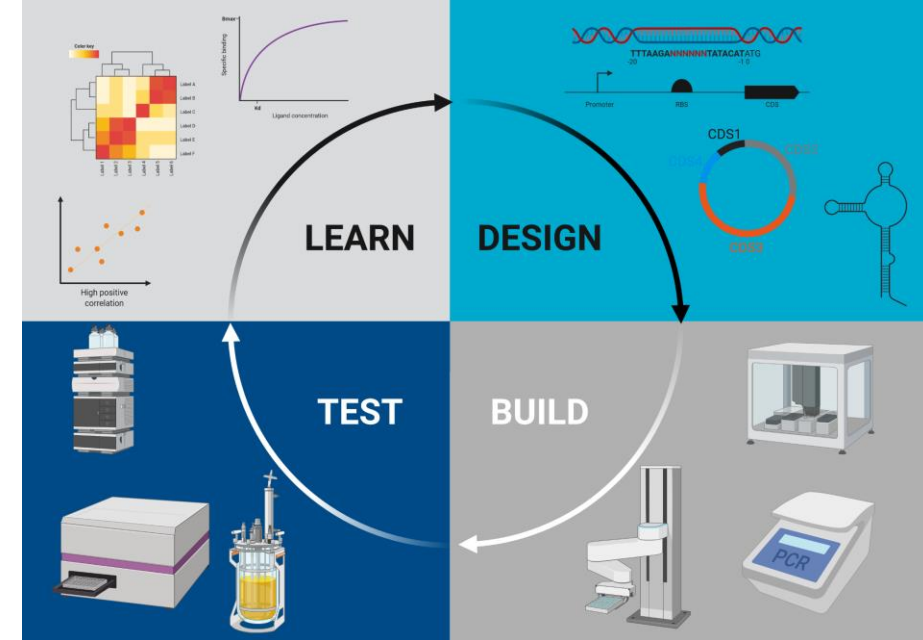 Color-key
Label A
Label B
Label C
Label D
Label E
Label F
Label 1
Label 2
Label 3
Label 4
Label 5
Label 6
Bmax
Specific binding
Kd
Ligand concentration
High positive
correlation
LEARN
TTTAAGANNNNNNTATACATATG
-20
-10
Promoter
RBS
CDS
CDS1
CDS2
CDS3
CDS4
DESIGN
TEST
BUILD
PCR